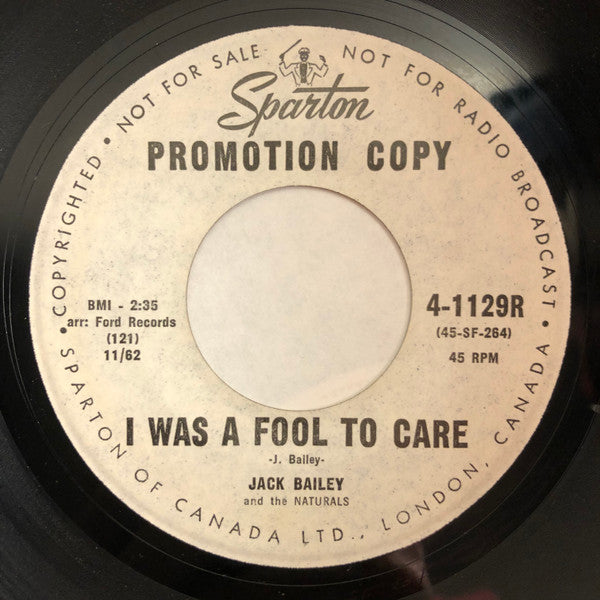 COPYRIGHTED • NOT FOR SALE
NOT FOR RADIO BROADCAST •
Sparton
PROMOTION COPY
BMI - 2:35
arr: Ford Records
(121)
11/62
4-1129R
(45-SF-264)
45 RPM
I WAS A FOOL TO CARE
-J. Bailey-
JACK BAILEY
and the NATURALS
• SPARTON OF CANADA LTD., LONDON, CANADA •